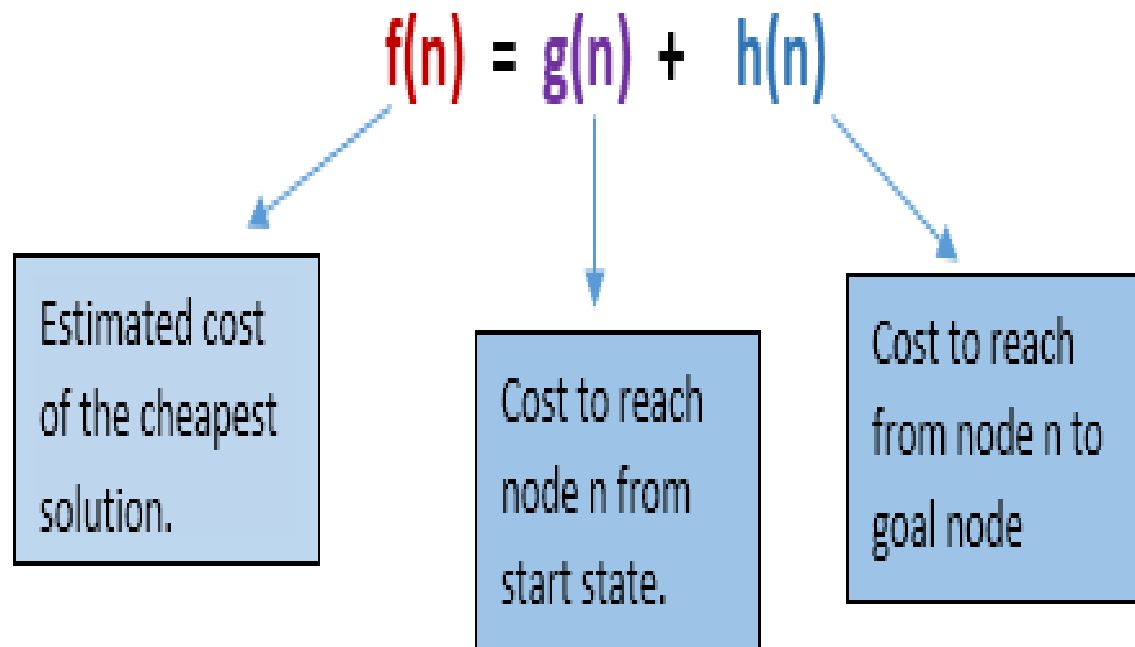 f(n) = g(n) + h(n)
Estimated cost
of the cheapest
solution.
Cost to reach
node n from
start state.
Cost to reach
from node n to
goal node